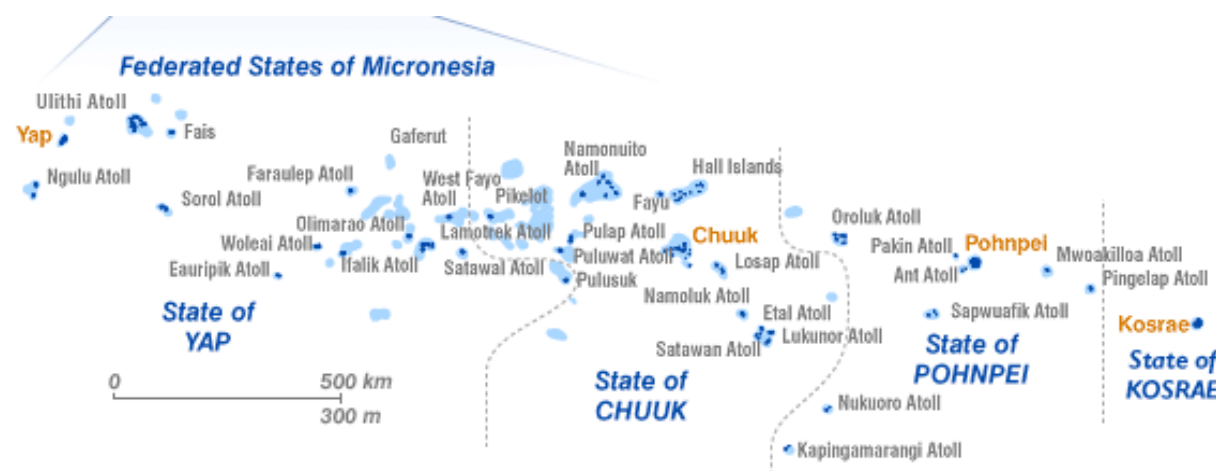 Federated States of Micronesia
Ulithi Atoll
Yap
Fais
Gaferut
Ngulu Atoll
Sorol Atoll
Faraulep Atoll
West Fayo
Atoll
Pikelot
Namonuito
Atoll
Hall Islands
Fayu
Olimarao Atoll
Lamotrek Atoll
Pulap Atoll
Chuuk
Woleai Atoll
Ifalik Atoll
Satawal Atoll
Puluwat Atoll
Losap Atoll
Eauripik Atoll
Pulusuk
Namoluk Atoll
Etal Atoll
Lukunor Atoll
Satawan Atoll
Oroluk Atoll
Pakin Atoll
Pohnpei
Ant Atoll
Mwoakilloa Atoll
Pingelap Atoll
Sapwuafik Atoll
Kosrae
State of
YAP
State of
CHUUK
State of
POHNPEI
State of
KOSRAE
Nukuoro Atoll
Kapingamarangi Atoll
0
500 km
300 m